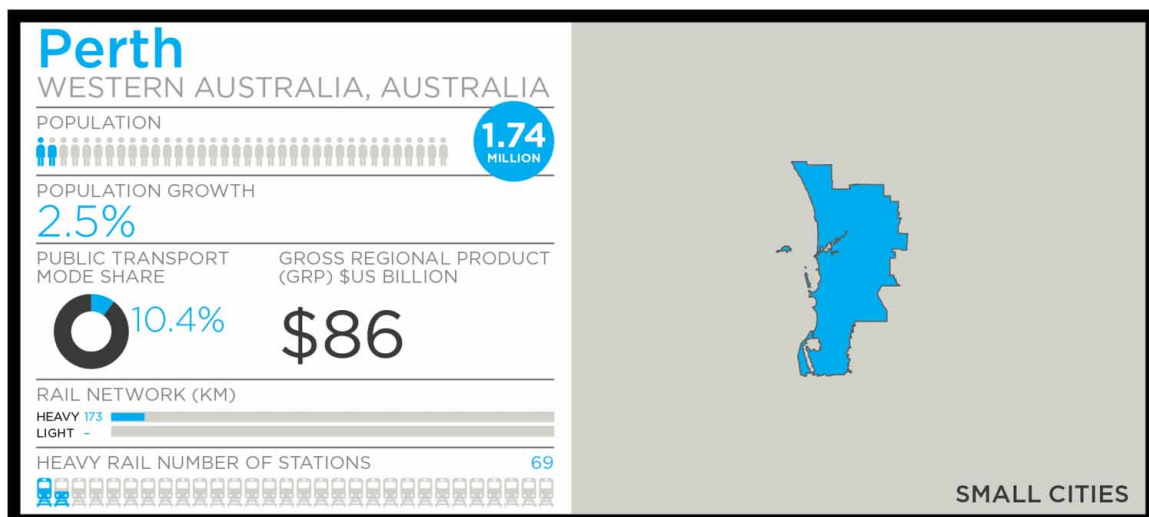 Perth
WESTERN AUSTRALIA, AUSTRALIA
POPULATION
1.74
MILLION
POPULATION GROWTH
2.5%
PUBLIC TRANSPORT
MODE SHARE
10.4%
GROSS REGIONAL PRODUCT
(GRP) $US BILLION
$86
RAIL NETWORK (KM)
HEAVY 173
LIGHT -
HEAVY RAIL NUMBER OF STATIONS 69
SMALL CITIES